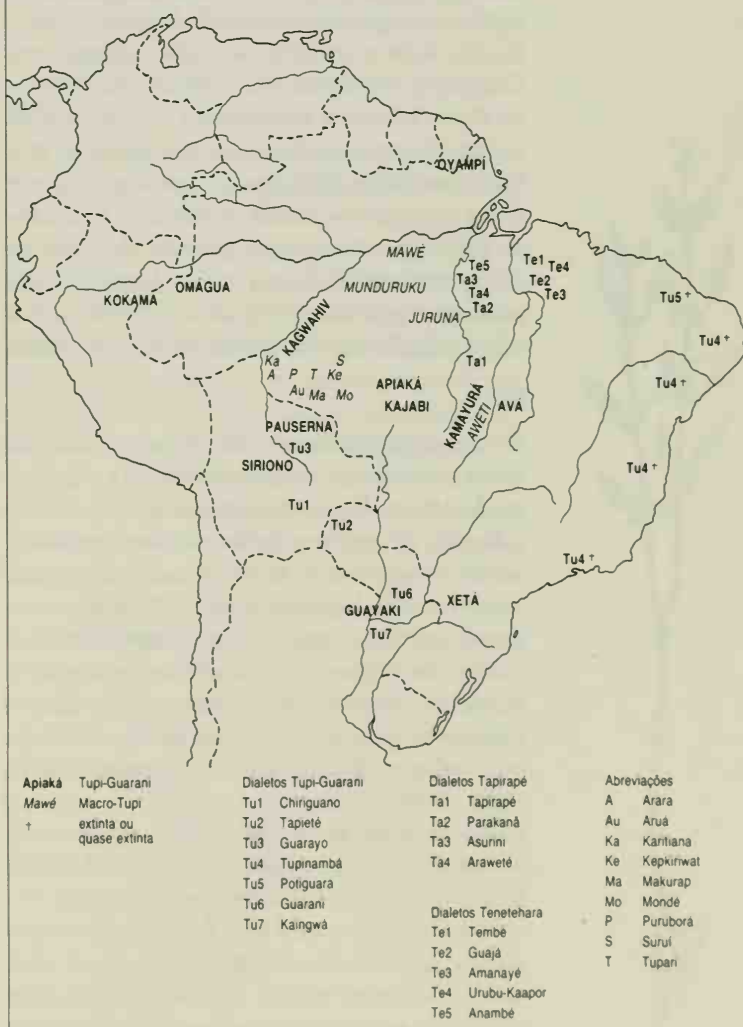 OYAMPÍ
MAWÉ
Te5
Te1
Te4
Ta3
Te2
OMÁGUA
MUNDURUKU
Ta4
Te3
KOKAMA
Ta2
Tu5 †
JURUNA
KAGWAHIV
Tu4 †
Ka
S
Ta1
A P T Ke
APIAKÁ
Tu4 †
Au Ma Mo
KAJABI
KAMAYURÁ
AWETI
AVÁ
PAUSERNA
Tu3
SIRIONO
Tu4 †
Tu1
Tu2
Tu4 †
Tu6
XETÁ
GUAYAKI
Tu7
Apiaká Tupi-Guarani
Mawé Macro-Tupi
† extinta ou
quase extinta
Dialetos Tupi-Guarani
Tu1 Chiriguano
Tu2 Tapieté
Tu3 Guarayo
Tu4 Tupinambá
Tu5 Potiguara
Tu6 Guarani
Tu7 Kaingwá
Dialetos Tapirapé
Ta1 Tapirapé
Ta2 Parakanã
Ta3 Asurini
Ta4 Araweté
Dialetos Tenetehara
Te1 Tembé
Te2 Guajá
Te3 Amanayé
Te4 Urubu-Kaapor
Te5 Anambé
Abreviações
A Arara
Au Aruá
Ka Karitiana
Ke Kepkiriwat
Ma Makurap
Mo Mondé
P Puruborá
S Suruí
T Tupari